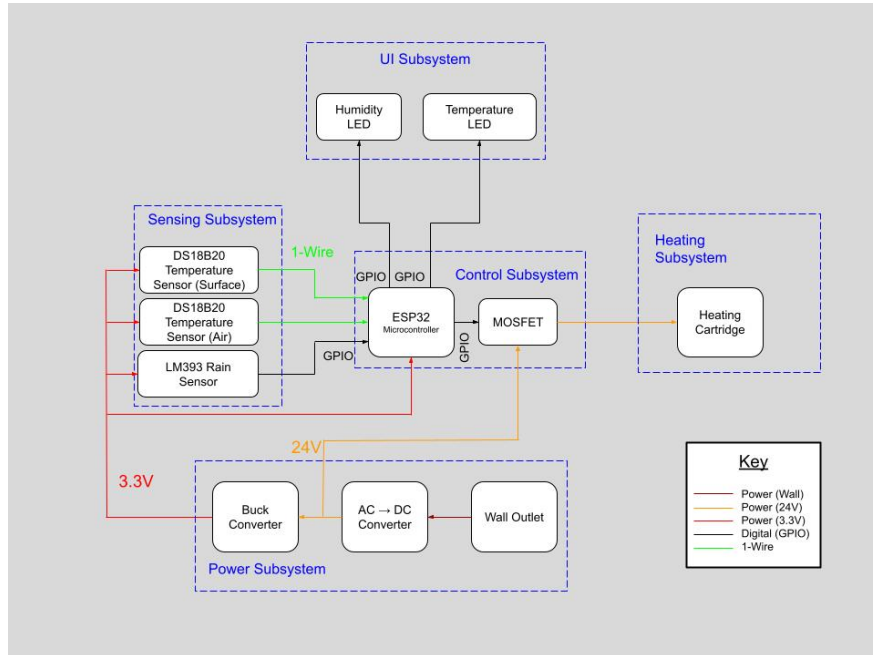 UI Subsystem
Humidity
LED
Temperature
LED
Sensing Subsystem
DS18B20
Temperature
Sensor (Surface)
DS18B20
Temperature
Sensor (Air)
LM393 Rain
Sensor
1-Wire
GPIO
GPIO
GPIO
Control Subsystem
ESP32
Microcontroller
GPIO
MOSFET
Heating
Subsystem
Heating
Cartridge
24V
3.3V
Buck
Converter
AC → DC
Converter
Wall Outlet
Power Subsystem
Key
Power (Wall)
Power (24V)
Power (3.3V)
Digital (GPIO)
1-Wire